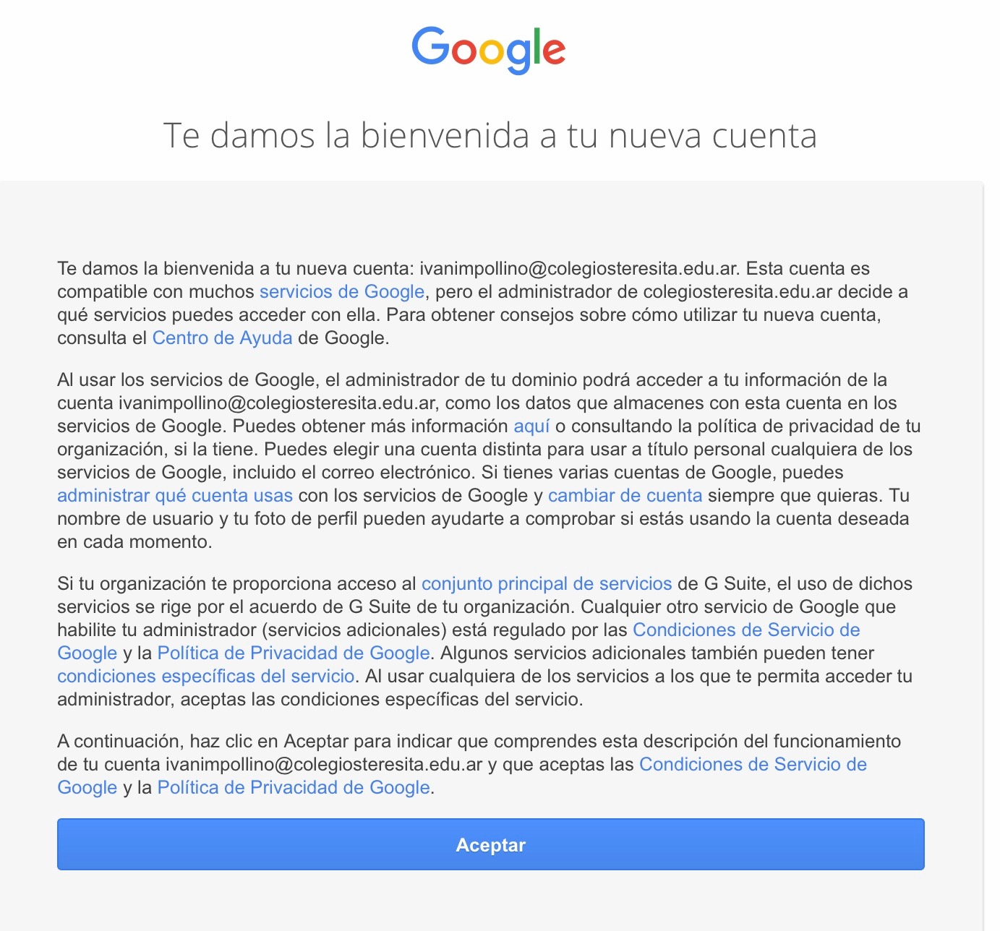 Google
Te damos la bienvenida a tu nueva cuenta
Te damos la bienvenida a tu nueva cuenta: ivanimpollino@colegiosteresita.edu.ar. Esta cuenta es
compatible con muchos servicios de Google, pero el administrador de colegiosteresita.edu.ar decide a
qué servicios puedes acceder con ella. Para obtener consejos sobre cómo utilizar tu nueva cuenta,
consulta el Centro de Ayuda de Google.
Al usar los servicios de Google, el administrador de tu dominio podrá acceder a tu información de la
cuenta ivanimpollino@colegiosteresita.edu.ar, como los datos que almacenes con esta cuenta en los
servicios de Google. Puedes obtener más información aquí o consultando la política de privacidad de tu
organización, si la tiene. Puedes elegir una cuenta distinta para usar a título personal cualquiera de los
servicios de Google, incluido el correo electrónico. Si tienes varias cuentas de Google, puedes
administrar qué cuenta usas con los servicios de Google y cambiar de cuenta siempre que quieras. Tu
nombre de usuario y tu foto de perfil pueden ayudarte a comprobar si estás usando la cuenta deseada
en cada momento.
Si tu organización te proporciona acceso al conjunto principal de servicios de G Suite, el uso de dichos
servicios se rige por el acuerdo de G Suite de tu organización. Cualquier otro servicio de Google que
habilite tu administrador (servicios adicionales) está regulado por las Condiciones de Servicio de
Google y la Política de Privacidad de Google. Algunos servicios adicionales también pueden tener
condiciones específicas del servicio. Al usar cualquiera de los servicios a los que te permita acceder tu
administrador, aceptas las condiciones específicas del servicio.
A continuación, haz clic en Aceptar para indicar que comprendes esta descripción del funcionamiento
de tu cuenta ivanimpollino@colegiosteresita.edu.ar y que aceptas las Condiciones de Servicio de
Google y la Política de Privacidad de Google.
Aceptar